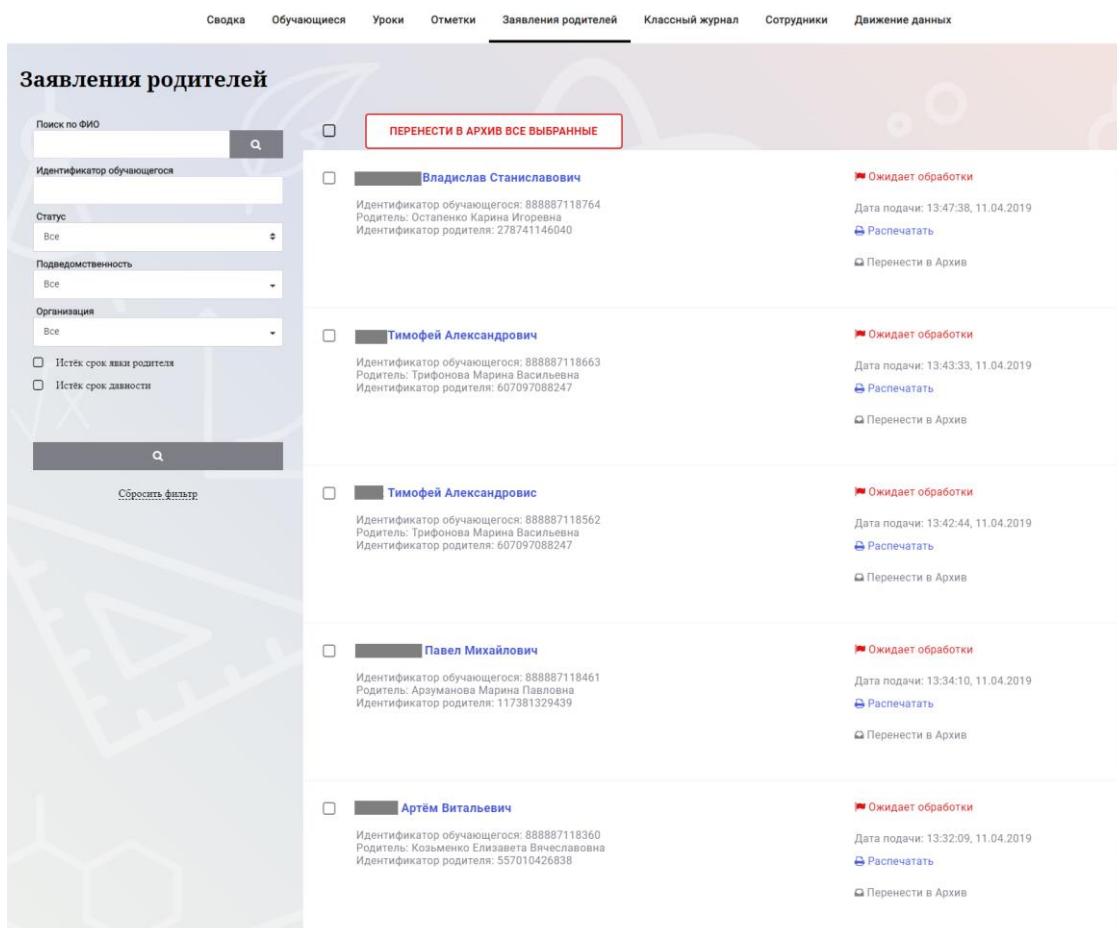 Сводка Обучающиеся Уроки Отметки Заявления родителей Классный журнал Сотрудники Движение данных
Заявления родителей
Поиск по ФИО
Идентификатор обучающегося
Статус
Все
Подведомственность
Все
Организация
Все
Истёк срок явки родителя
Истёк срок давности
Сбросить фильтр
ПЕРЕНЕСТИ В АРХИВ ВСЕ ВЫБРАННЫЕ
Владислав Станиславович
Идентификатор обучающегося: 888887118764
Родитель: Остапенко Карина Игоревна
Идентификатор родителя: 278741146040
Ожидает обработки
Дата подачи: 13:47:38, 11.04.2019
Распечатать
Перенести в Архив
Тимофей Александрович
Идентификатор обучающегося: 888887118663
Родитель: Трифонова Марина Васильевна
Идентификатор родителя: 607097088247
Ожидает обработки
Дата подачи: 13:43:33, 11.04.2019
Распечатать
Перенести в Архив
Тимофей Александровис
Идентификатор обучающегося: 888887118562
Родитель: Трифонова Марина Васильевна
Идентификатор родителя: 607097088247
Ожидает обработки
Дата подачи: 13:42:44, 11.04.2019
Распечатать
Перенести в Архив
Павел Михайлович
Идентификатор обучающегося: 888887118461
Родитель: Арзуманова Марина Павловна
Идентификатор родителя: 117381329439
Ожидает обработки
Дата подачи: 13:34:10, 11.04.2019
Распечатать
Перенести в Архив
Артём Витальевич
Идентификатор обучающегося: 888887118360
Родитель: Козьменко Елизавета Вячеславовна
Идентификатор родителя: 557010426838
Ожидает обработки
Дата подачи: 13:32:09, 11.04.2019
Распечатать
Перенести в Архив